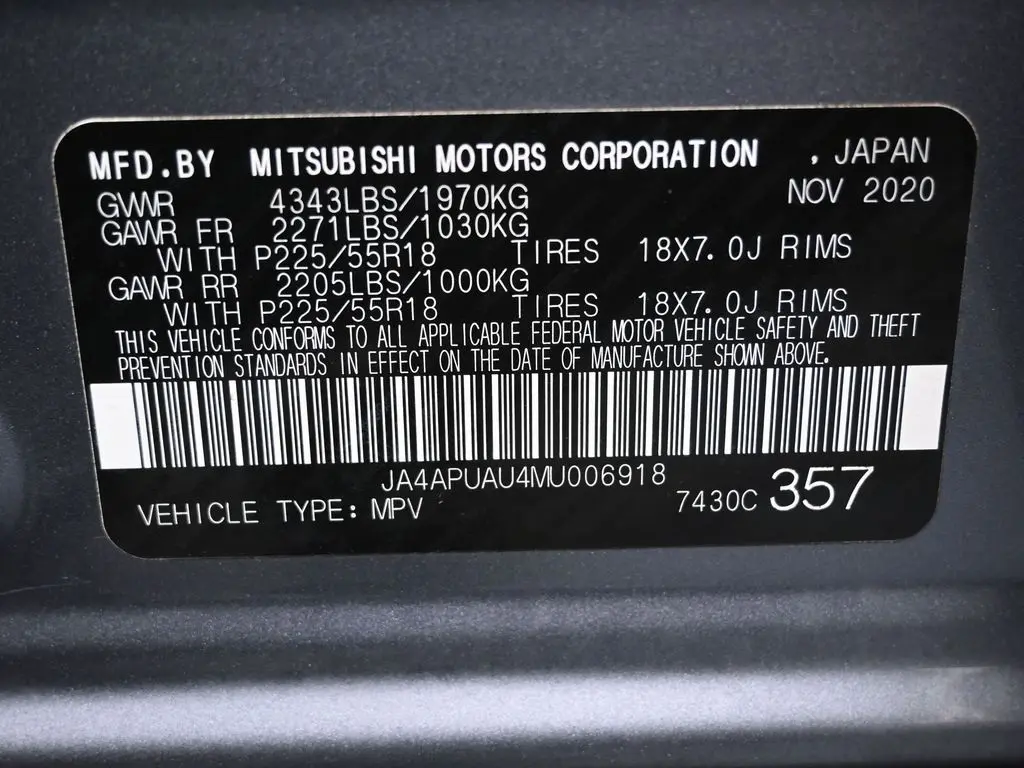 MFD.BY MITSUBISHI MOTORS CORPORATION , JAPAN
GWWR 4343LBS/1970KG NOV 2020
GAWR FR 2271LBS/1030KG
WITH P225/55R18 TIRES 18X7.0J RIMS
GAWR RR 2205LBS/1000KG
WITH P225/55R18 TIRES 18X7.0J RIMS
THIS VEHICLE CONFORMS TO ALL APPLICABLE FEDERAL MOTOR VEHICLE SAFETY AND THEFT
PREVENTION STANDARDS IN EFFECT ON THE DATE OF MANUFACTURE SHOWN ABOVE.
JA4APUAU4MU006918
VEHICLE TYPE: MPV 7430C 357